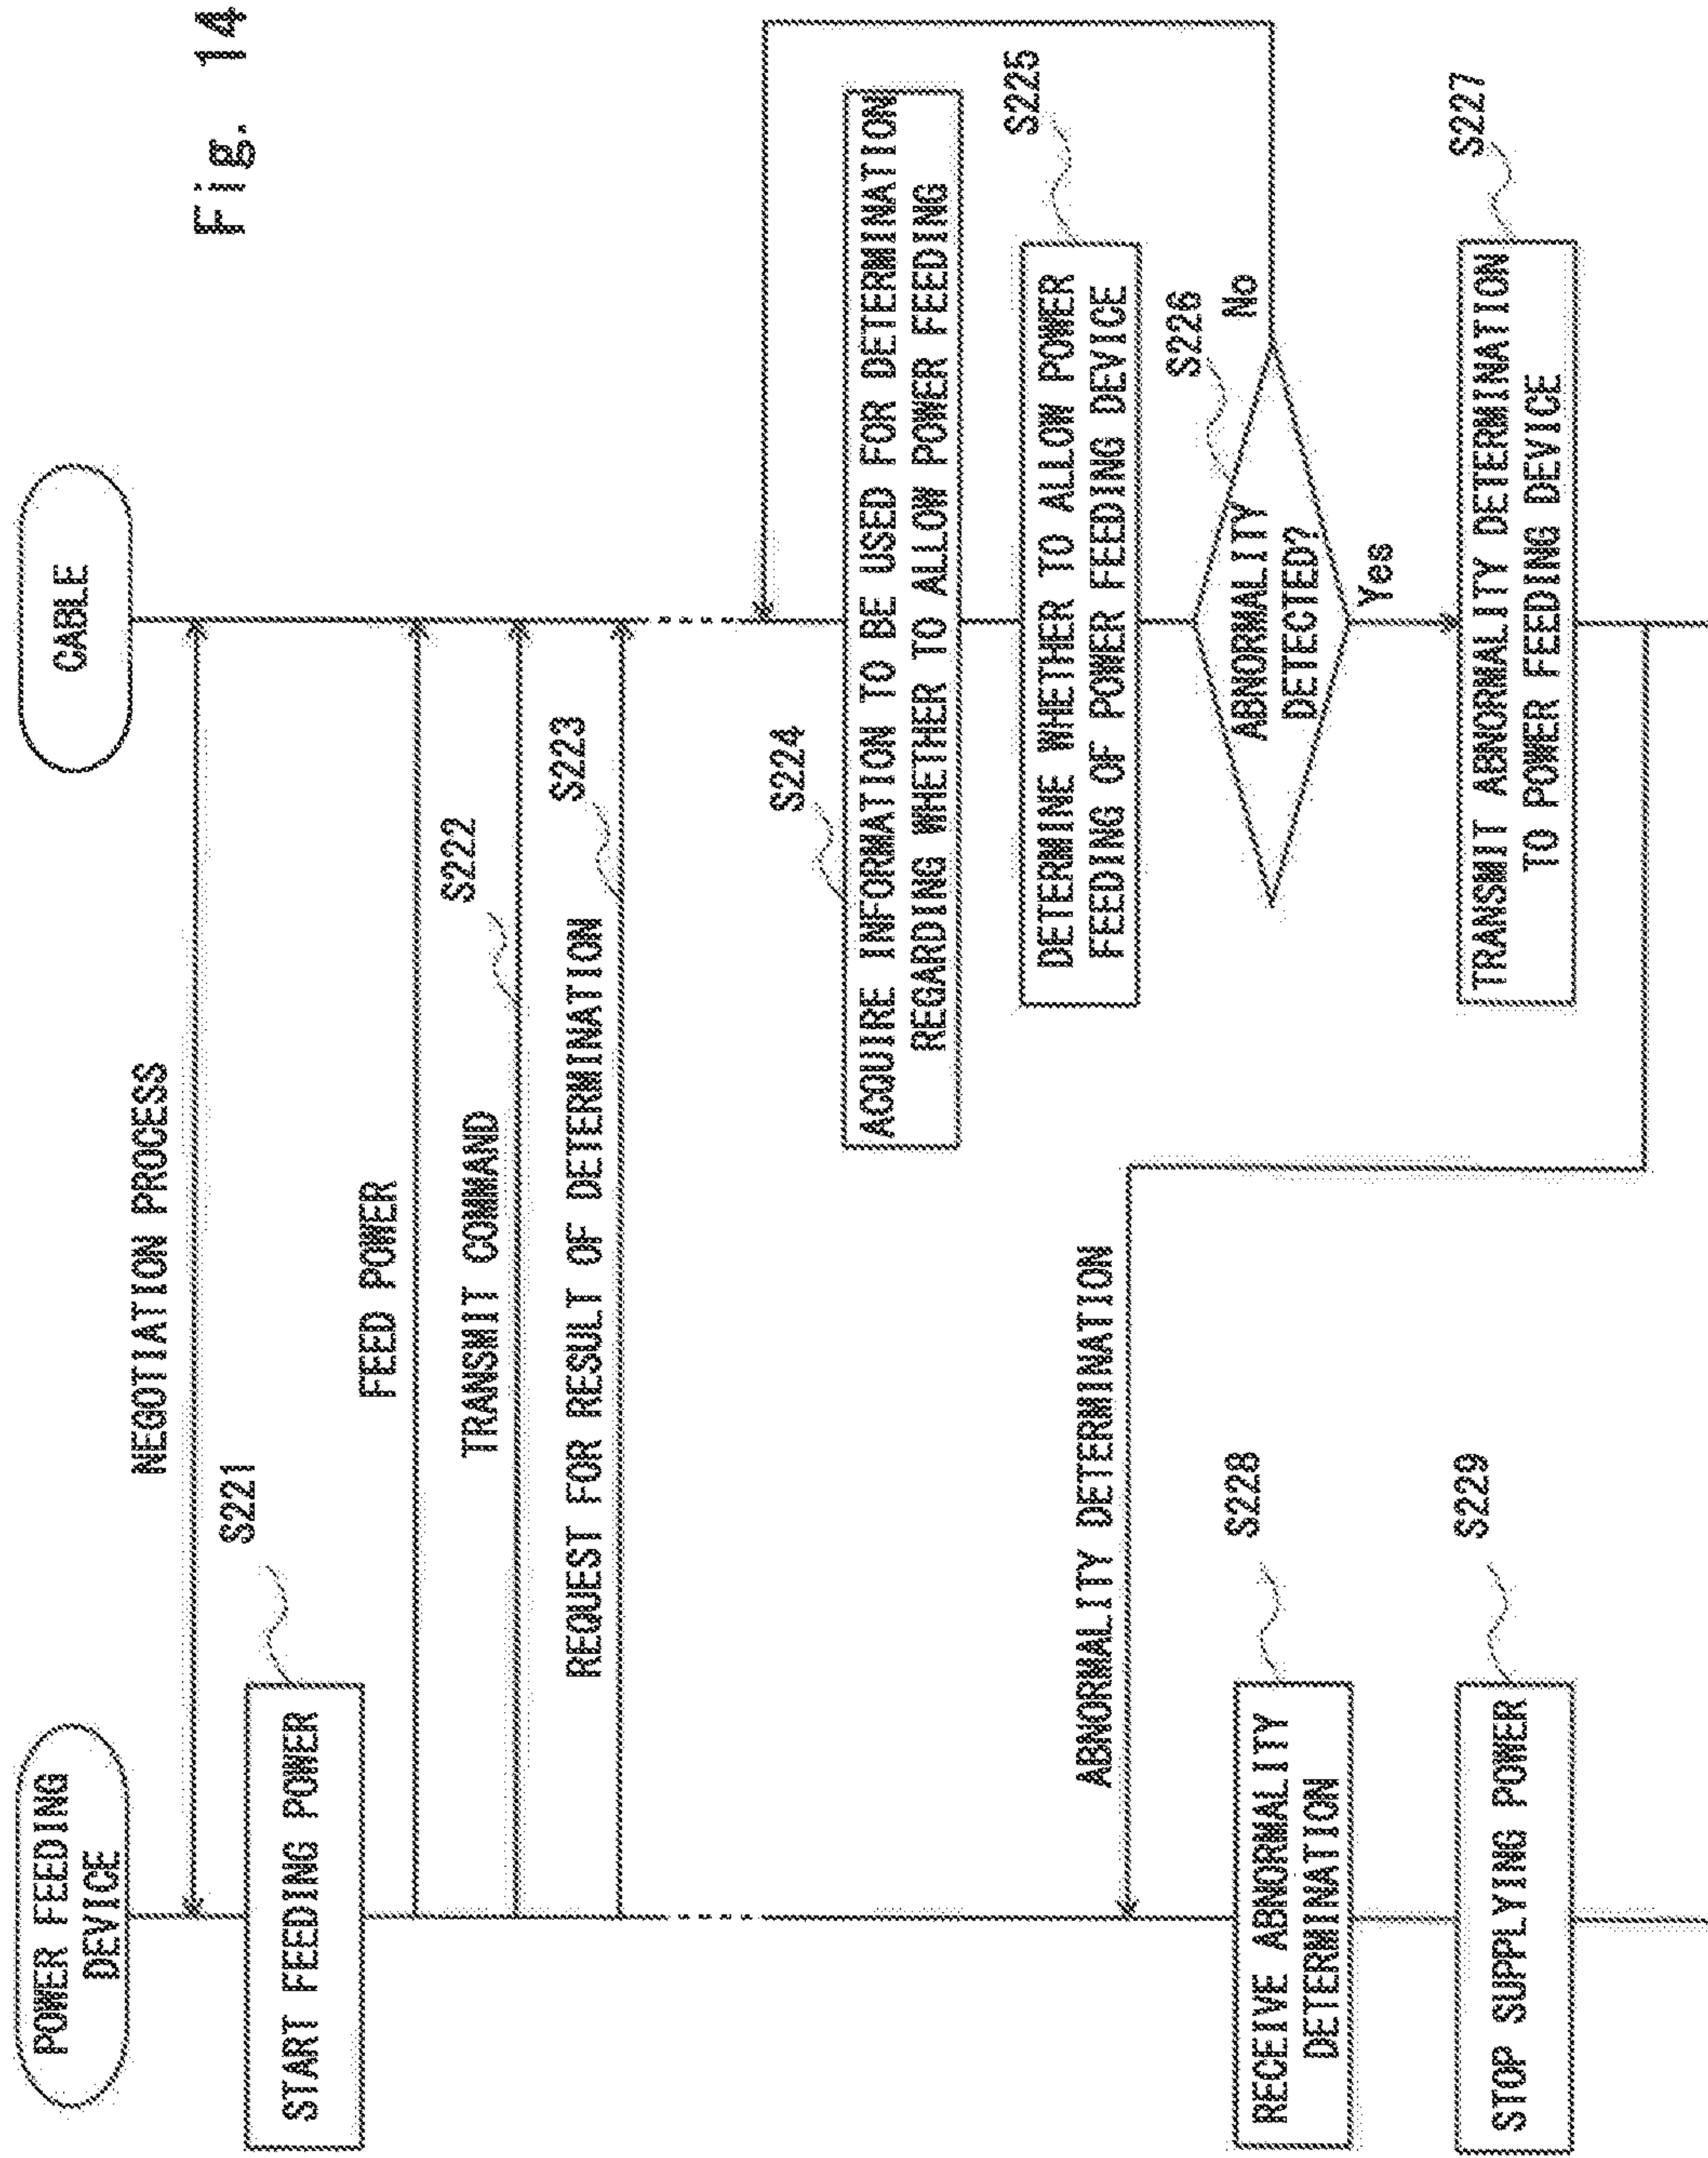 Fig. 14
POWER FEEDING
DEVICE
CABLE
NEGOTIATION PROCESS
S221
START FEEDING POWER
FEED POWER
TRANSMIT COMMAND
S222
REQUEST FOR RESULT OF DETERMINATION
S223
S224
ACQUIRE INFORMATION TO BE USED FOR DETERMINATION
REGARDING WHETHER TO ALLOW POWER FEEDING
S225
DETERMINE WHETHER TO ALLOW POWER
FEEDING OF POWER FEEDING DEVICE
S226
ABNORMALITY
DETECTED?
No
Yes
S227
TRANSMIT ABNORMALITY DETERMINATION
TO POWER FEEDING DEVICE
ABNORMALITY DETERMINATION
S228
RECEIVE ABNORMALITY
DETERMINATION
S229
STOP SUPPLYING POWER